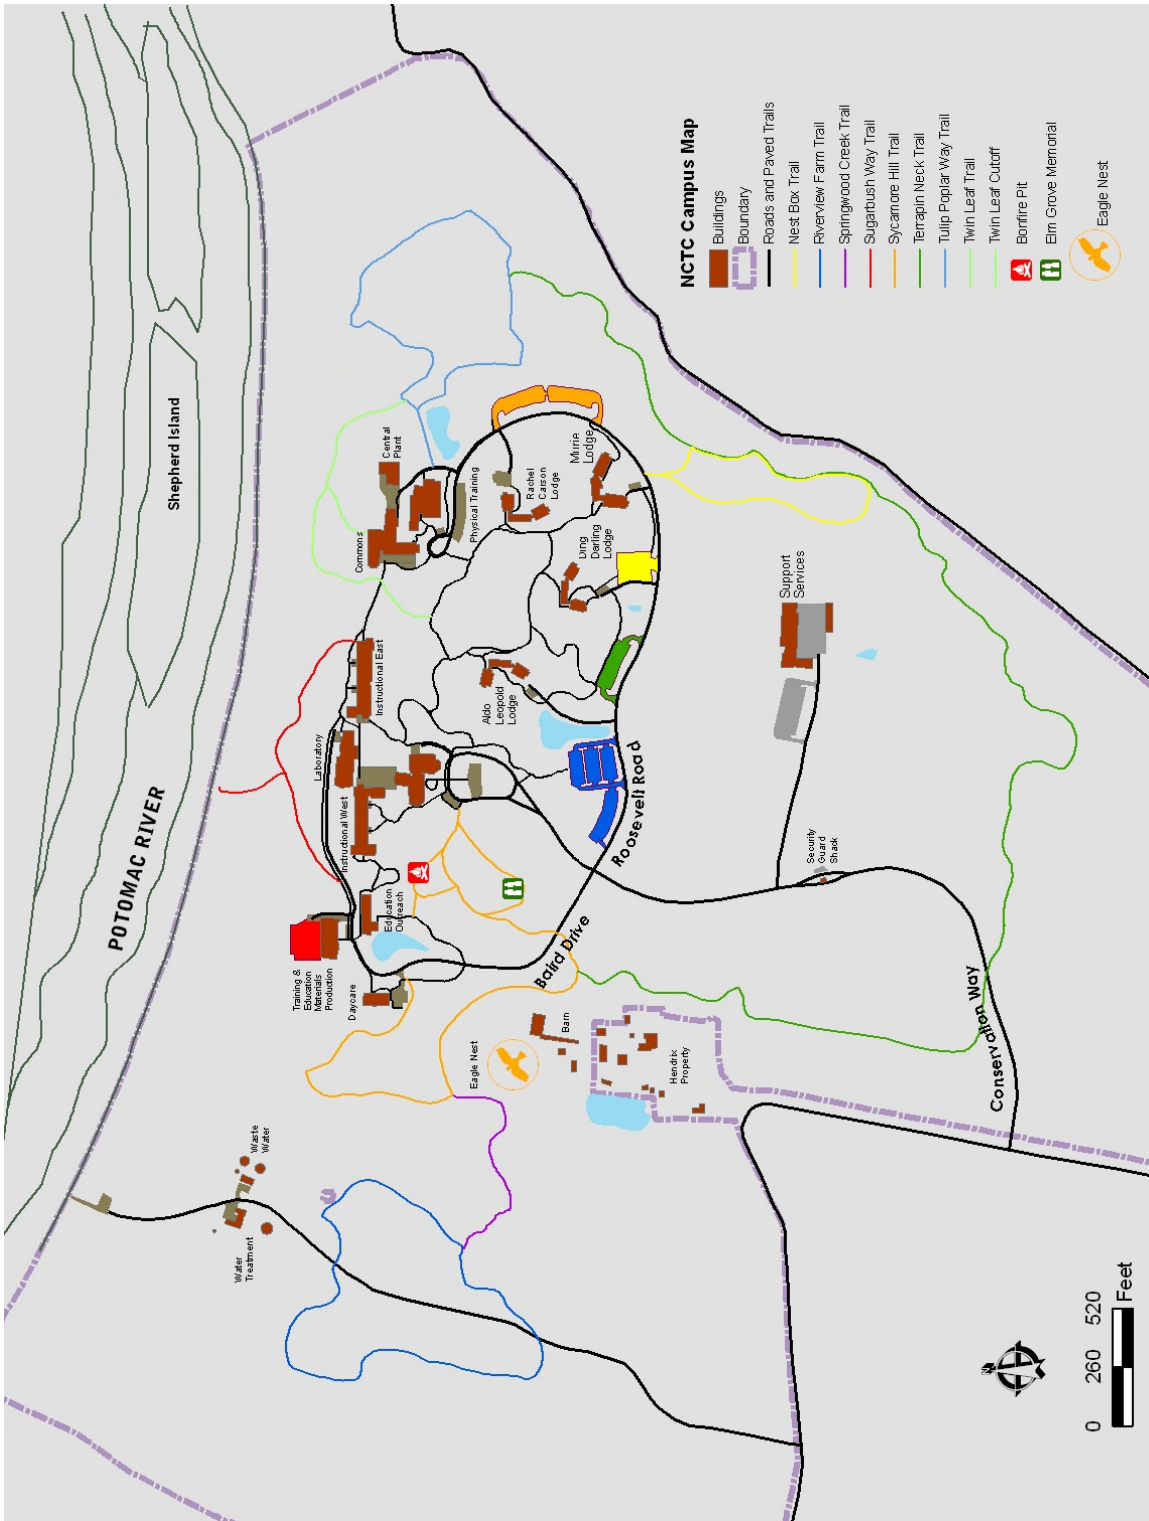 POTOMAC RIVER
Shepherd Island
Water
Treatment
Waste
Water
Daycare
Training &
Education
Materials
Production
Education
Outreach
Instructional West
Laboratory
Instructional East
Commons
Central
Plant
Physical Training
Rachel
Carson
Lodge
Murie
Lodge
Ding
Darling
Lodge
Aldo
Leopold
Lodge
Eagle Nest
Barn
Hendrix
Property
Baird Drive
Roosevelt Road
Support
Services
Security
Guard
Shack
Conservation Way
NCTC Campus Map
Buildings
Boundary
Roads and Paved Trails
Nest Box Trail
Riverview Farm Trail
Springwood Creek Trail
Sugarbush Way Trail
Sycamore Hill Trail
Terrapin Neck Trail
Tulip Poplar Way Trail
Twin Leaf Trail
Twin Leaf Cutoff
Bonfire Pit
Elm Grove Memorial
Eagle Nest
0 260 520
Feet